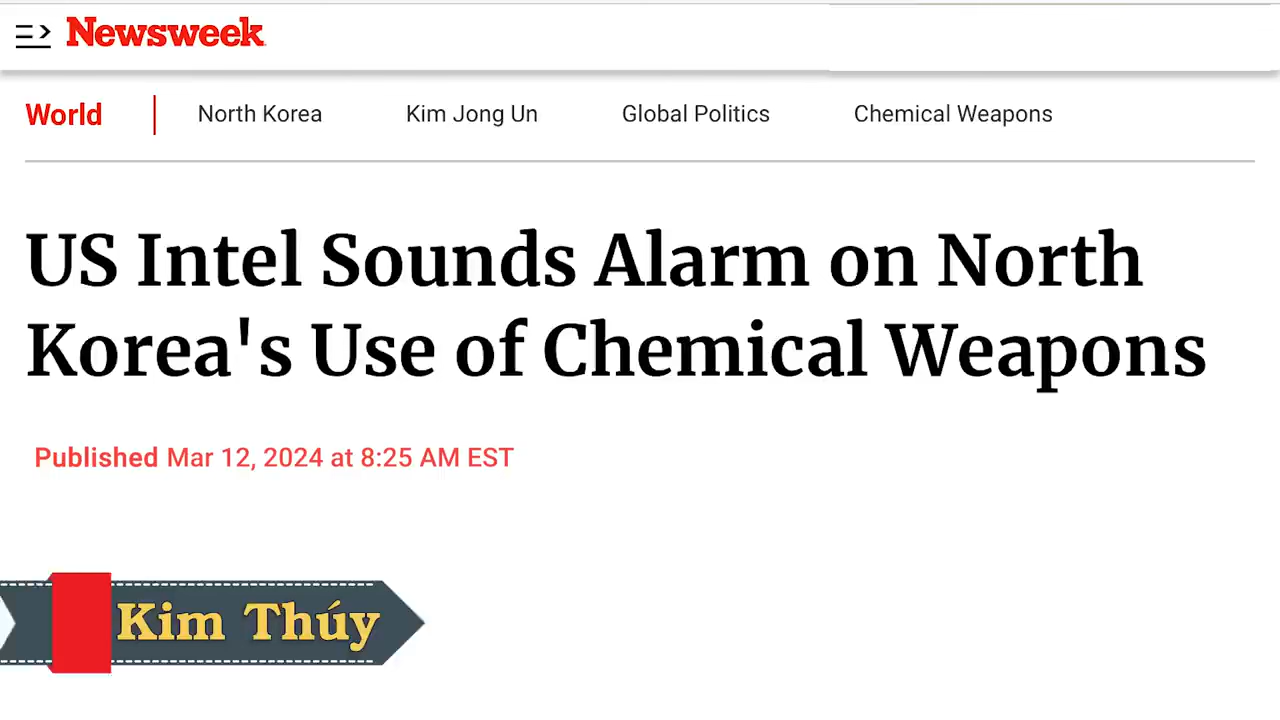 Newsweek
World North Korea Kim Jong Un Global Politics Chemical Weapons
US Intel Sounds Alarm on North
Korea's Use of Chemical Weapons
Published Mar 12, 2024 at 8:25 AM EST
Kim Thúy